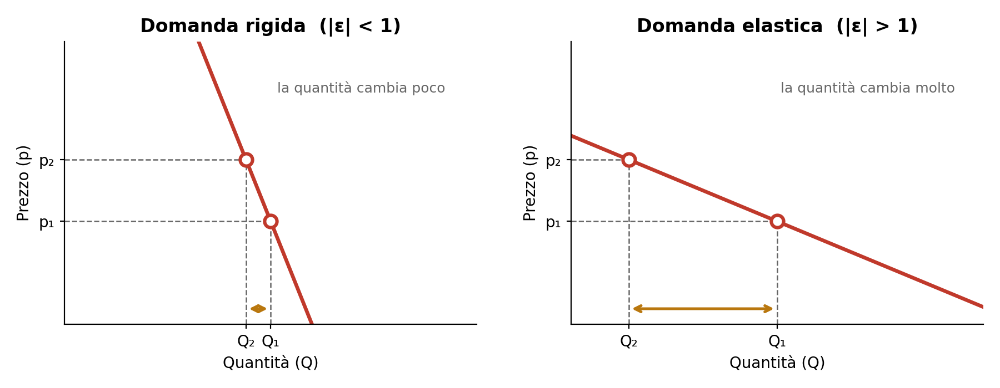 Domanda rigida (|ε| < 1)
la quantità cambia poco
Prezzo (p)
p₂
p₁
Q₂ Q₁
Quantità (Q)
Domanda elastica (|ε| > 1)
la quantità cambia molto
Prezzo (p)
p₂
p₁
Q₂ Q₁
Quantità (Q)